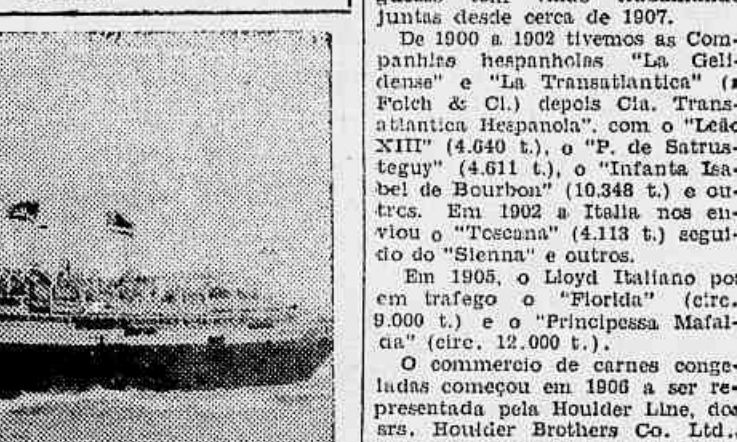 juntas desde cerca de 1907.
De 1900 a 1902 tivemos as Com-
panhias hespanholas "La Geli-
dense" e "La Transatlantica" (a
Folch & Cl.) depois Cia. Trans-
atlantica Hespanola", com o "Leão
XIII" (4.640 t.), o "P. de Satrus-
teguy" (4.611 t.), o "Infanta Isa-
bel de Bourbon" (10.348 t.) e ou-
tros. Em 1902 a Italia nos en-
viou o "Toscana" (4.113 t.) segui-
do do "Sienna" e outros.
Em 1905, o Lloyd Italiano pos
em trafego o "Florida" (circ.
9.000 t.) e o "Principessa Mafal-
da" (circ. 12.000 t.).
O commercio de carnes conge-
ladas começou em 1906 a ser re-
presentada pela Houlder Line, dos
srs. Houlder Brothers Co. Ltd.,